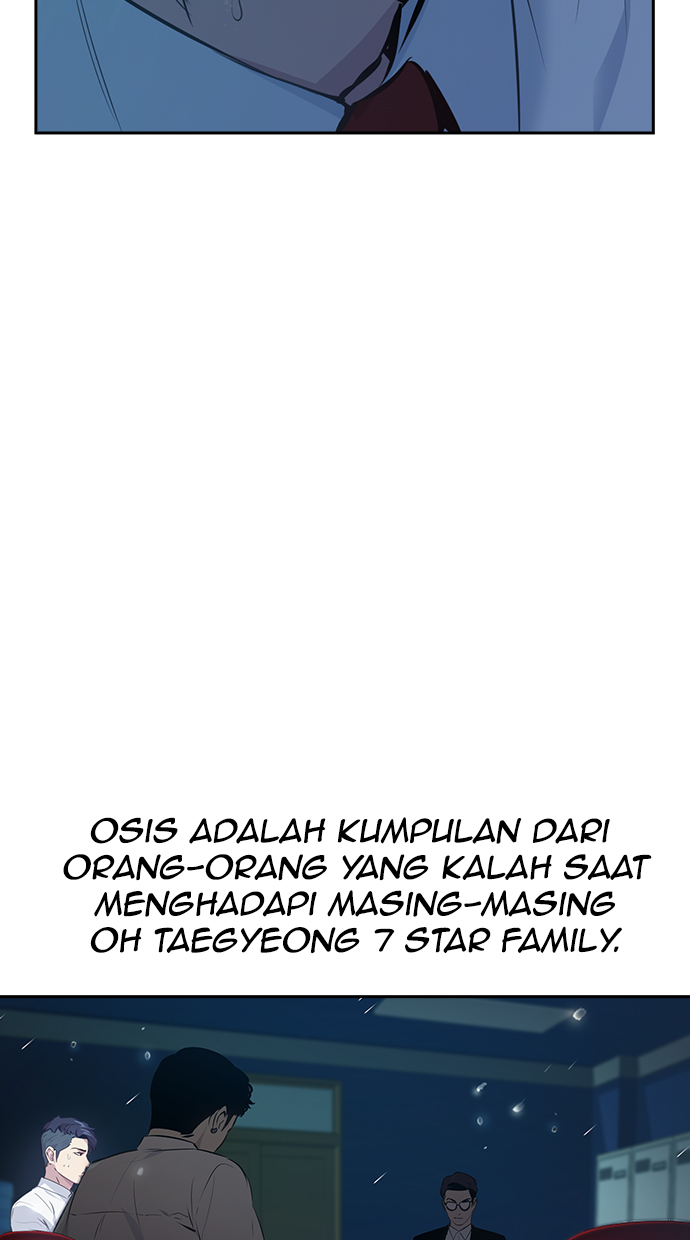 OSIS ADALAH KUMPULAN DARI
ORANG-ORANG YANG KALAH SAAT
MENGHADAPI MASING-MASING
OH TAEGYEONG 7 STAR FAMILY.